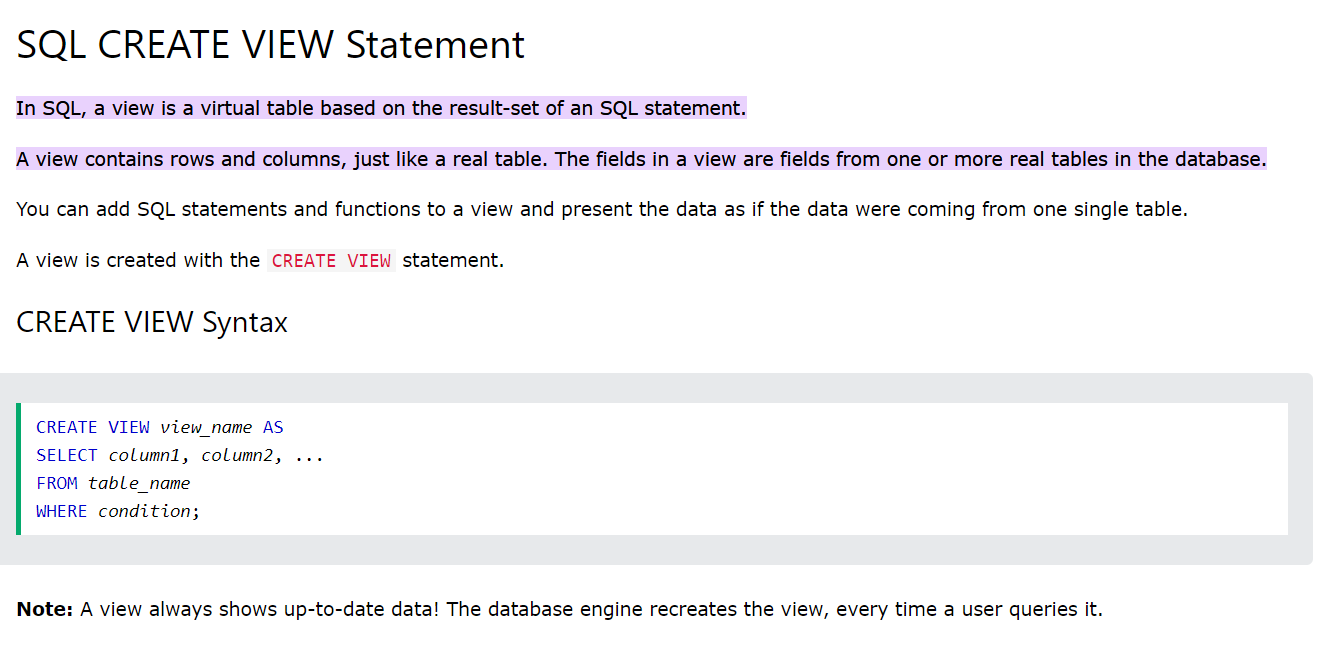 SQL CREATE VIEW Statement
In SQL, a view is a virtual table based on the result-set of an SQL statement.
A view contains rows and columns, just like a real table. The fields in a view are fields from one or more real tables in the database.
You can add SQL statements and functions to a view and present the data as if the data were coming from one single table.
A view is created with the CREATE VIEW statement.
CREATE VIEW Syntax
CREATE VIEW view_name AS
SELECT column1, column2, ...
FROM table_name
WHERE condition;
Note: A view always shows up-to-date data! The database engine recreates the view, every time a user queries it.